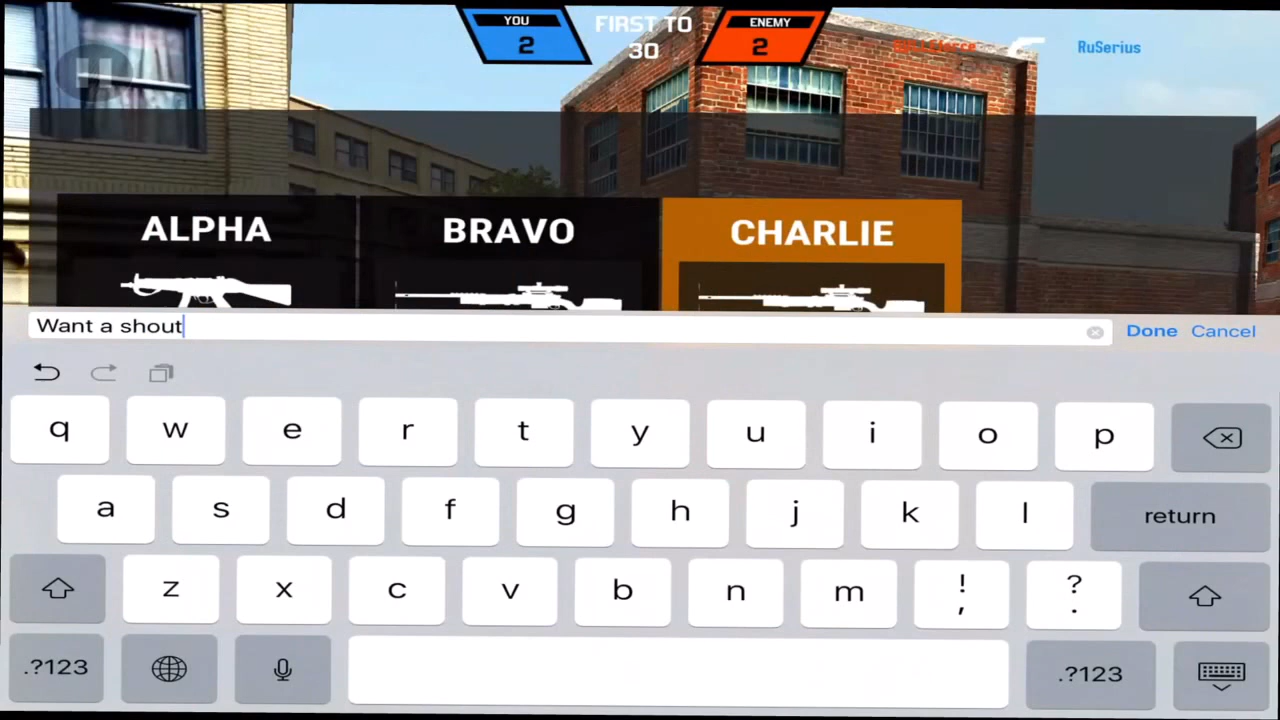 YOU
2
FIRST TO
30
ENEMY
2
RuSerius
ALPHA
BRAVO
CHARLIE
Want a shout
Done Cancel
q w e r t y u i o p
a s d f g h j k l return
z x c v b n m ! , ? .
.?123 .?123